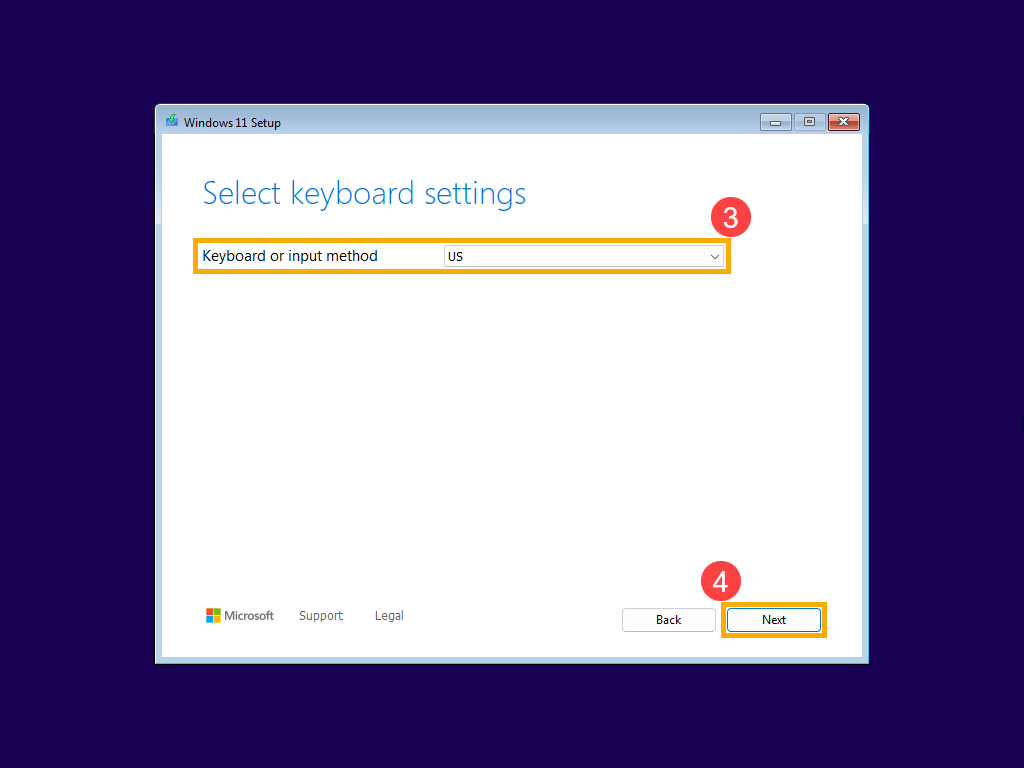 Windows 11 Setup
Select keyboard settings
3
Keyboard or input method US
4
Microsoft Support Legal Back Next